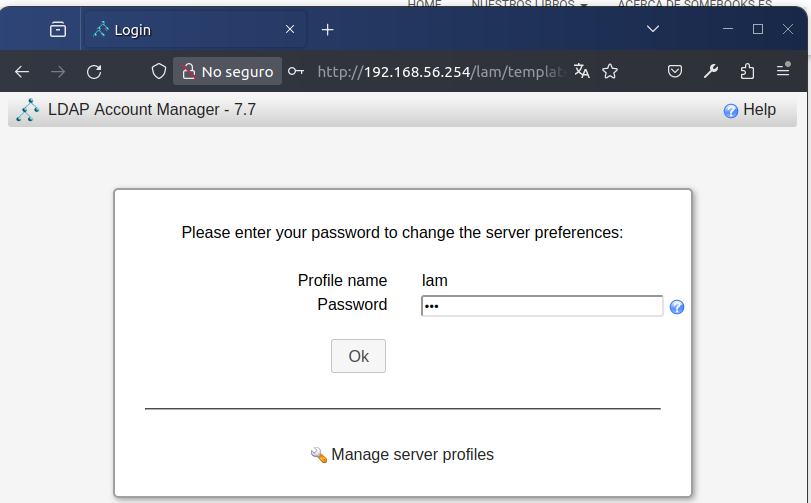 HOME NUESTROS LIBROS ACERCA DE SOMEBOOKS.ES
Login
No seguro http://192.168.56.254/lam/templat
LDAP Account Manager - 7.7 Help
Please enter your password to change the server preferences:
Profile name lam
Password •••
Ok
Manage server profiles